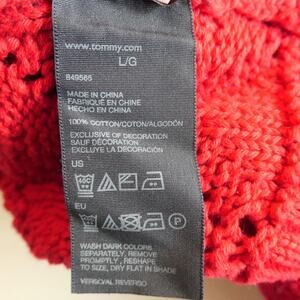 www.tommy.com
L/G
849565
MADE IN CHINA
FABRIQUÉ EN CHINE
HECHO EN CHINA
100% COTTON/COTON/ALGODÓN
EXCLUSIVE OF DECORATION
SAUF DÉCORATION
EXCLUYE LA DECORACIÓN
US
40C
EU
P
WASH DARK COLORS
SEPARATELY, REMOVE
PROMPTLY, RESHAPE
TO SIZE, DRY FLAT IN SHADE
VERSO/AL REVERSO